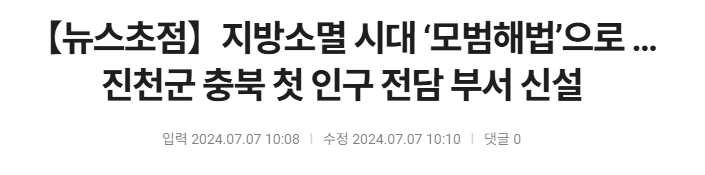 【뉴스초점】 지방소멸 시대 ‘모범해법’으로 ...
진천군 충북 첫 인구 전담 부서 신설
입력 2024.07.07 10:08 | 수정 2024.07.07 10:10 | 댓글 0